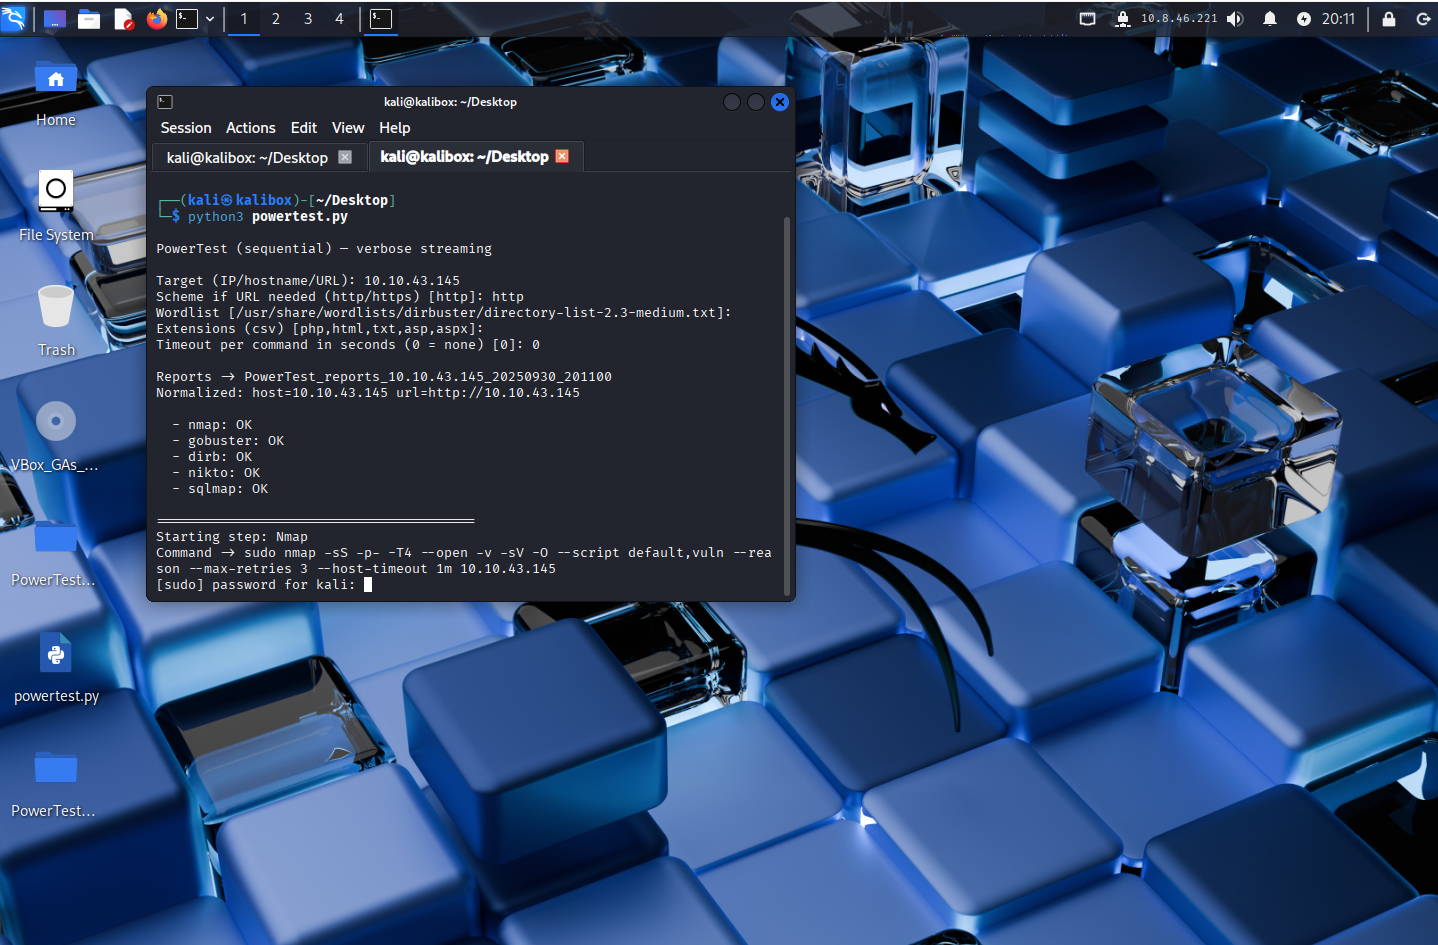 1 2 3 4
10.8.46.221
20:11
Home
File System
Trash
VBox_GAs_...
PowerTest...
powertest.py
PowerTest...
kali@kalibox: ~/Desktop
Session Actions Edit View Help
kali@kalibox: ~/Desktop
kali@kalibox: ~/Desktop
┌──(kali㉿kalibox)-[~/Desktop]
└─$ python3 powertest.py
PowerTest (sequential) — verbose streaming
Target (IP/hostname/URL): 10.10.43.145
Scheme if URL needed (http/https) [http]: http
Wordlist [/usr/share/wordlists/dirbuster/directory-list-2.3-medium.txt]:
Extensions (csv) [php,html,txt,asp,aspx]:
Timeout per command in seconds (0 = none) [0]: 0
Reports → PowerTest_reports_10.10.43.145_20250930_201100
Normalized: host=10.10.43.145 url=http://10.10.43.145
- nmap: OK
- gobuster: OK
- dirb: OK
- nikto: OK
- sqlmap: OK
========================================
Starting step: Nmap
Command → sudo nmap -sS -p- -T4 --open -v -sV -O --script default,vuln --rea
son --max-retries 3 --host-timeout 1m 10.10.43.145
[sudo] password for kali: